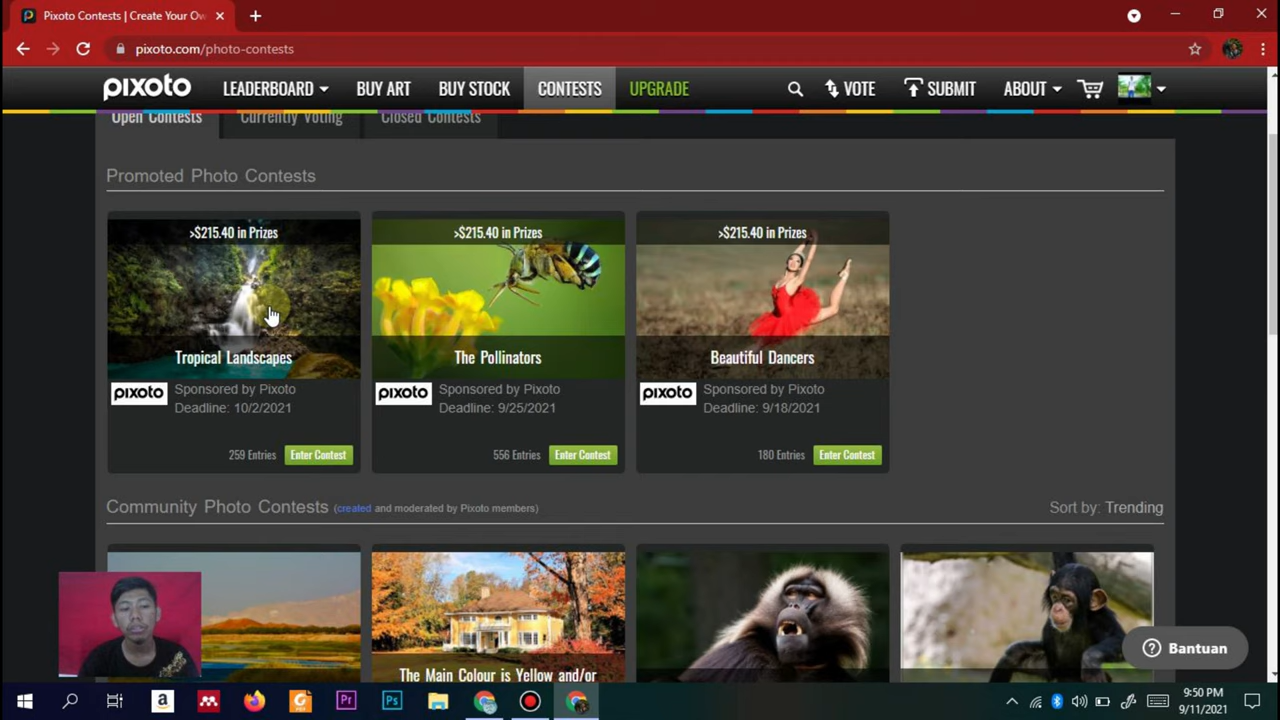 Pixoto Contests | Create Your Ow
pixoto.com/photo-contests
pixoto
LEADERBOARD
BUY ART
BUY STOCK
CONTESTS
UPGRADE
VOTE
SUBMIT
ABOUT
Open Contests
Currently Voting
Closed Contests
Promoted Photo Contests
>$215.40 in Prizes
Tropical Landscapes
pixoto
Sponsored by Pixoto
Deadline: 10/2/2021
259 Entries
Enter Contest
>$215.40 in Prizes
The Pollinators
pixoto
Sponsored by Pixoto
Deadline: 9/25/2021
556 Entries
Enter Contest
>$215.40 in Prizes
Beautiful Dancers
pixoto
Sponsored by Pixoto
Deadline: 9/18/2021
180 Entries
Enter Contest
Community Photo Contests (created and moderated by Pixoto members)
Sort by: Trending
The Main Colour is Yellow and/or
Bantuan
a
Pr
Ps
9:50 PM
9/11/2021